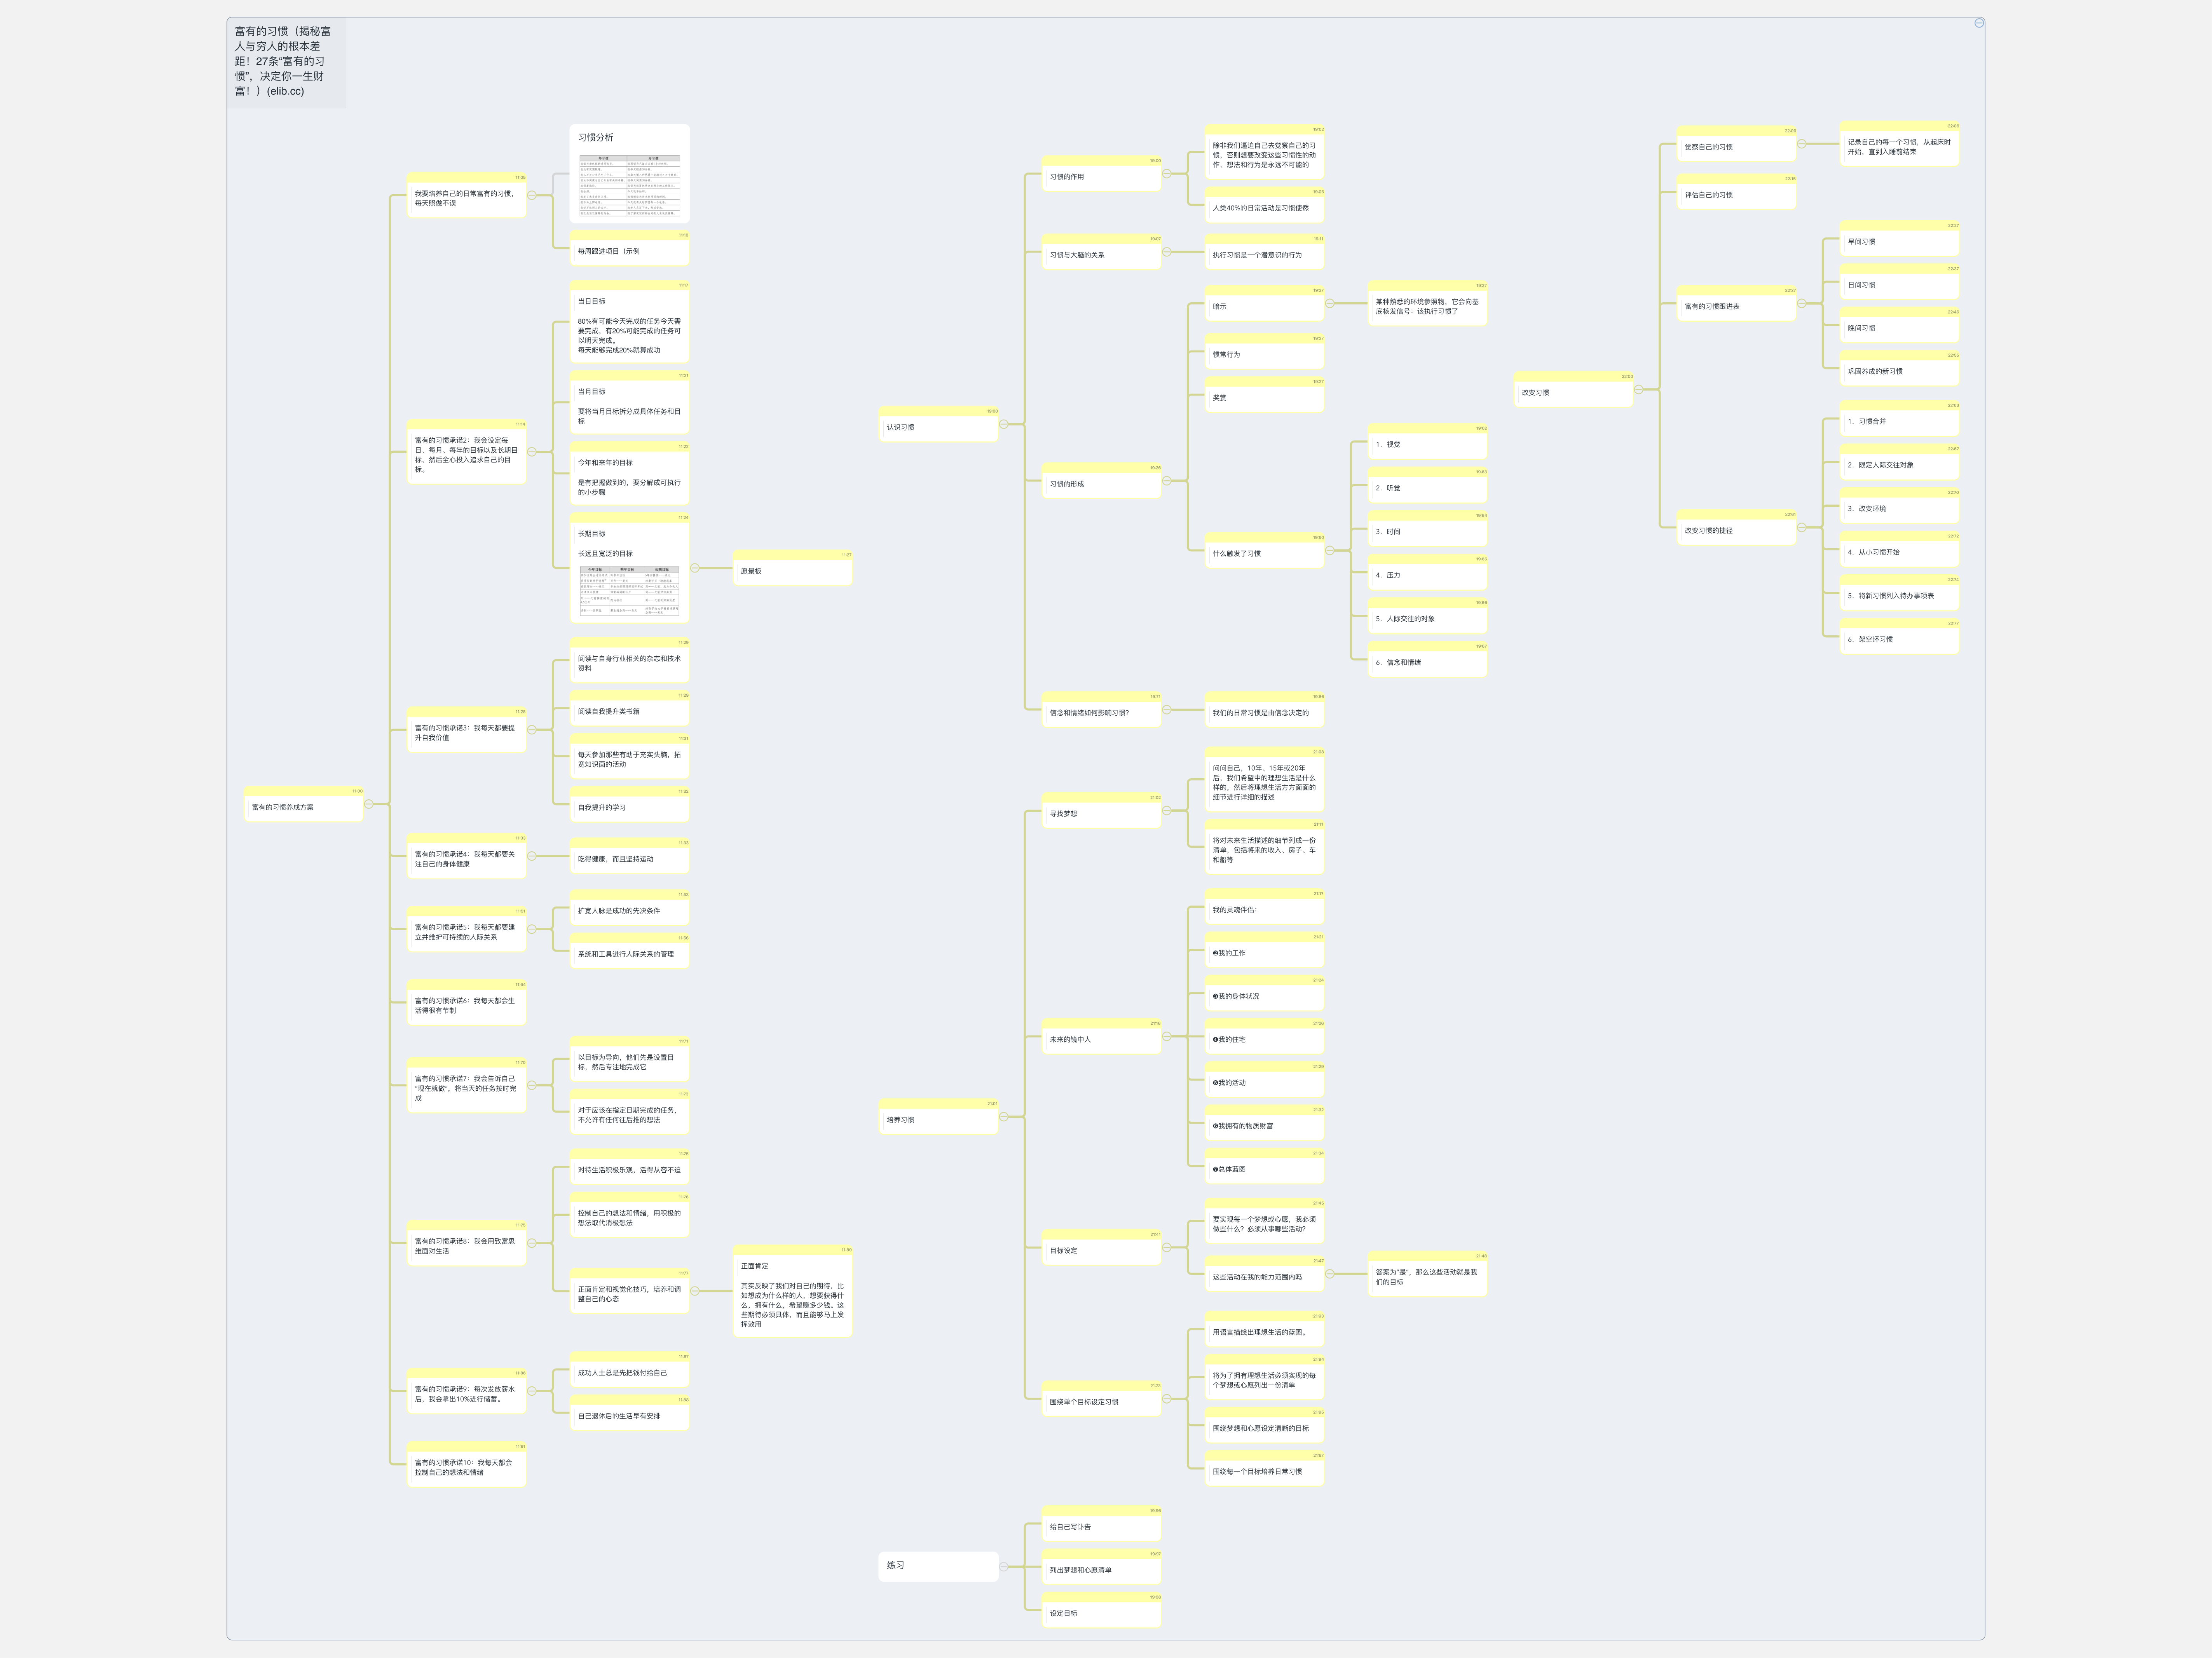 富有的习惯（揭秘富
人与穷人的根本差
距！27条“富有的习
惯”，决定你一生财
富！）(elib.cc)
富有的习惯养成方案
我要培养自己的日常富有的习惯，
每天照做不误
习惯分析
每周跟进项目（示例
富有的习惯承诺2：我会设定每
日、每月、每年的目标以及长期目
标，然后全心投入追求自己的目
标。
当日目标
80%有可能今天完成的任务今天需
要完成，有20%可能完成的任务可
以明天完成。
每天能够完成20%就算成功
当月目标
要将当月目标拆分成具体任务和目
标
今年和来年的目标
是有把握做到的，要分解成可执行
的小步骤
长期目标
长远且宽泛的目标
愿景板
富有的习惯承诺3：我每天都要提
升自我价值
阅读与自身行业相关的杂志和技术
资料
阅读自我提升类书籍
每天参加那些有助于充实头脑，拓
宽知识面的活动
自我提升的学习
富有的习惯承诺4：我每天都要关
注自己的身体健康
吃得健康，而且坚持运动
富有的习惯承诺5：我每天都要建
立并维护可持续的人际关系
扩宽人脉是成功的先决条件
系统和工具进行人际关系的管理
富有的习惯承诺6：我每天都会生
活得很有节制
富有的习惯承诺7：我会告诉自己
“现在就做”，将当天的任务按时完
成
以目标为导向，他们先是设置目
标，然后专注地完成它
对于应该在指定日期完成的任务，
不允许有任何往后推的想法
富有的习惯承诺8：我会用致富思
维面对生活
对待生活积极乐观，活得从容不迫
控制自己的想法和情绪，用积极的
想法取代消极想法
正面肯定和视觉化技巧，培养和调
整自己的心态
正面肯定
其实反映了我们对自己的期待，比
如想成为什么样的人，想要获得什
么，拥有什么，希望赚多少钱。这
些期待必须具体，而且能够马上发
挥效用
富有的习惯承诺9：每次发放薪水
后，我会拿出10%进行储蓄。
成功人士总是先把钱付给自己
自己退休后的生活早有安排
富有的习惯承诺10：我每天都会
控制自己的想法和情绪
认识习惯
习惯的作用
除非我们逼迫自己去觉察自己的习
惯，否则想要改变这些习惯性的动
作、想法和行为是永远不可能的
人类40%的日常活动是习惯使然
习惯与大脑的关系
执行习惯是一个潜意识的行为
习惯的形成
暗示
某种熟悉的环境参照物，它会向基
底核发信号：该执行习惯了
惯常行为
奖赏
什么触发了习惯
1．视觉
2．听觉
3．时间
4．压力
5．人际交往的对象
6．信念和情绪
信念和情绪如何影响习惯？
我们的日常习惯是由信念决定的
培养习惯
寻找梦想
问问自己，10年、15年或20年
后，我们希望中的理想生活是什么
样的，然后将理想生活方方面面的
细节进行详细的描述
将对未来生活描述的细节列成一份
清单，包括将来的收入、房子、车
和船等
未来的镜中人
我的灵魂伴侣：
❷我的工作
❸我的身体状况
❹我的住宅
❺我的活动
❻我拥有的物质财富
❼总体蓝图
目标设定
要实现每一个梦想或心愿，我必须
做些什么？必须从事哪些活动？
这些活动在我的能力范围内吗
答案为“是”，那么这些活动就是我
们的目标
围绕单个目标设定习惯
用语言描绘出理想生活的蓝图。
将为了拥有理想生活必须实现的每
个梦想或心愿列出一份清单
围绕梦想和心愿设定清晰的目标
围绕每一个目标培养日常习惯
练习
给自己写讣告
列出梦想和心愿清单
设定目标
改变习惯
觉察自己的习惯
记录自己的每一个习惯，从起床时
开始，直到入睡前结束
评估自己的习惯
富有的习惯跟进表
早间习惯
日间习惯
晚间习惯
巩固养成的新习惯
改变习惯的捷径
1．习惯合并
2．限定人际交往对象
3．改变环境
4．从小习惯开始
5．将新习惯列入待办事项表
6．架空坏习惯